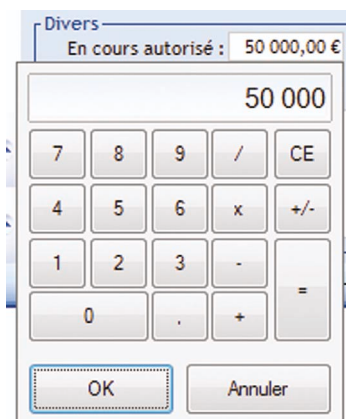 Divers
En cours autorisé : 50 000,00 €
50 000
7 8 9 / CE
4 5 6 x +/-
1 2 3 -
=
0 . +
OK Annuler